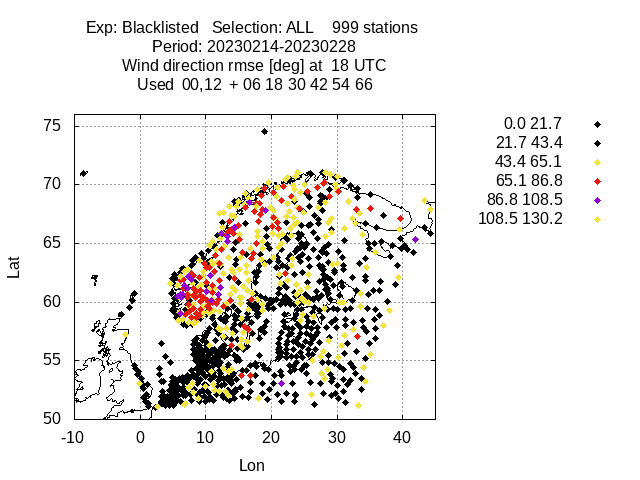 Exp: Blacklisted Selection: ALL 999 stations
Period: 20230214-20230228
Wind direction rmse [deg] at 18 UTC
Used 00,12 + 06 18 30 42 54 66
0.0 21.7
21.7 43.4
43.4 65.1
65.1 86.8
86.8 108.5
108.5 130.2
75
70
65
60
55
50
Lat
-10 0 10 20 30 40
Lon